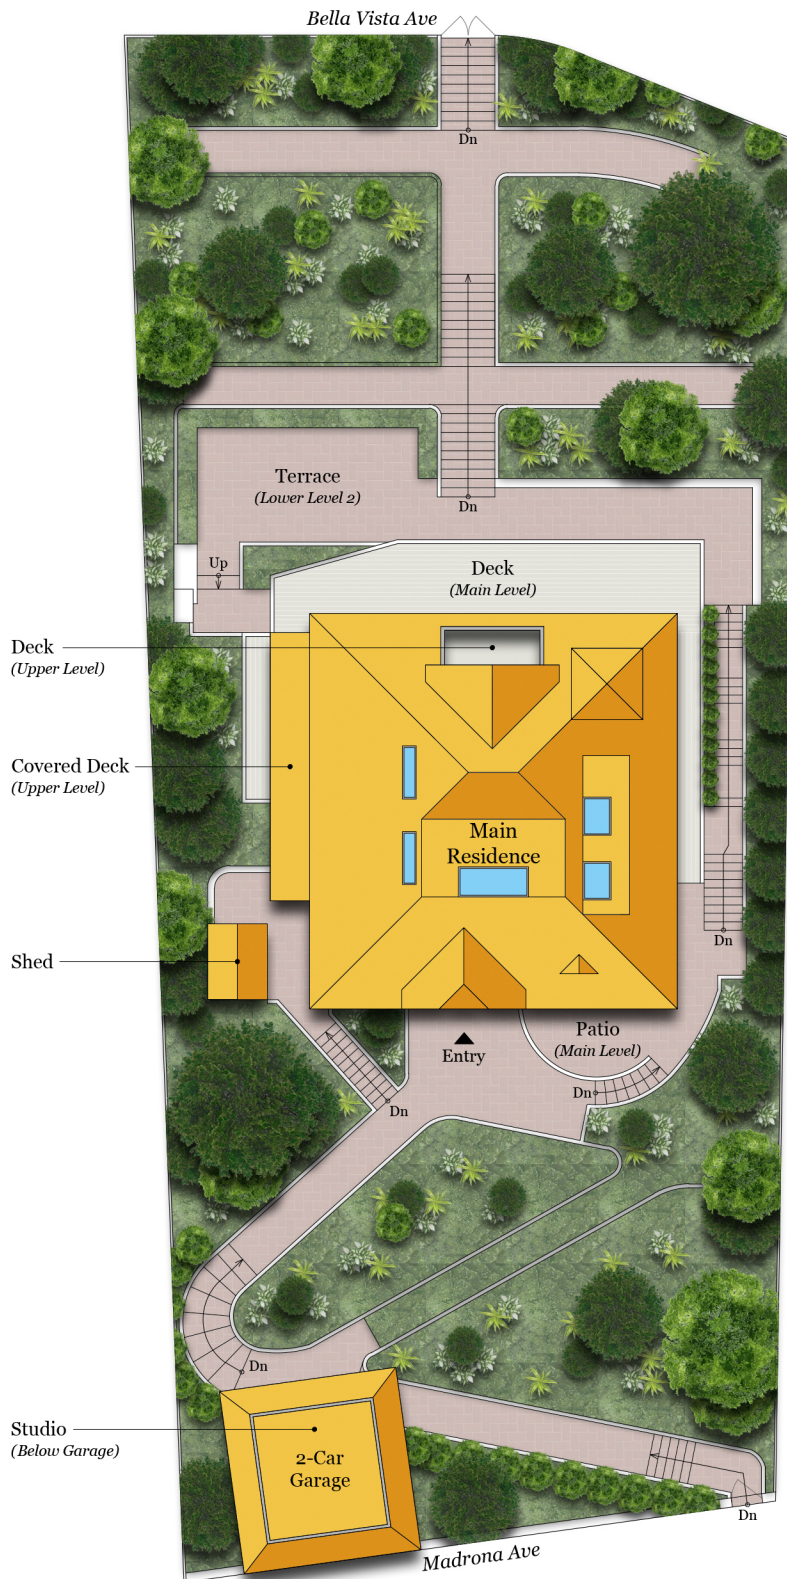 Bella Vista Ave
Dn
Terrace
(Lower Level 2)
Dn
Up
Deck
(Main Level)
Deck
(Upper Level)
Covered Deck
(Upper Level)
Main
Residence
Dn
Shed
Patio
(Main Level)
Entry
Dn
Dn
Dn
Studio
(Below Garage)
2-Car
Garage
Dn
Madrona Ave